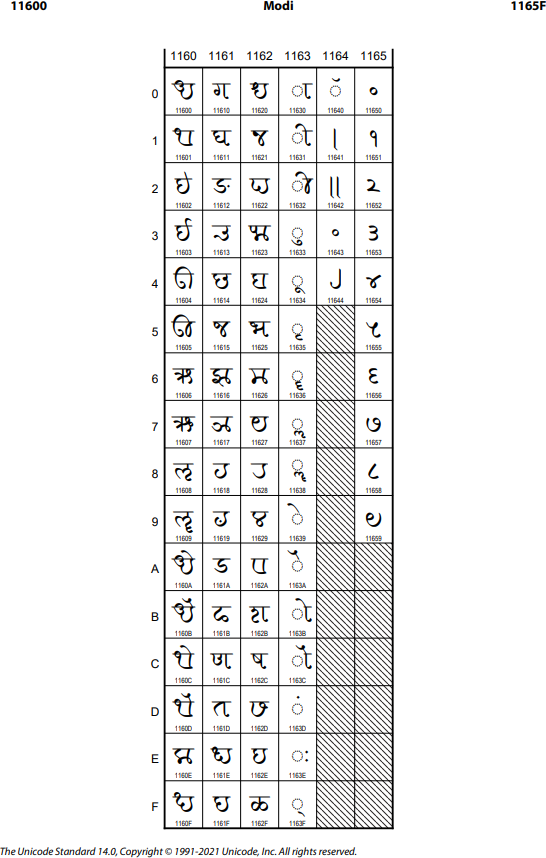 11600 Modi 1165F
1160 1161 1162 1163 1164 1165
0 𑘀 𑘐 𑘠 ◌𑘰 ◌𑙀 𑙐
11600 11610 11620 11630 11640 11650
1 𑘁 𑘑 𑘡 ◌𑘱 𑙁 𑙑
11601 11611 11621 11631 11641 11651
2 𑘂 𑘒 𑘢 ◌𑘲 𑙂 𑙒
11602 11612 11622 11632 11642 11652
3 𑘃 𑘓 𑘣 ◌𑘳 𑙃 𑙓
11603 11613 11623 11633 11643 11653
4 𑘄 𑘔 𑘤 ◌𑘴 𑙄 𑙔
11604 11614 11624 11634 11644 11654
5 𑘅 𑘕 𑘥 ◌𑘵 𑙕
11605 11615 11625 11635 11655
6 𑘆 𑘖 𑘦 ◌𑘶 𑙖
11606 11616 11626 11636 11656
7 𑘇 𑘗 𑘧 ◌𑘷 𑙗
11607 11617 11627 11637 11657
8 𑘈 𑘘 𑘨 ◌𑘸 𑙘
11608 11618 11628 11638 11658
9 𑘉 𑘙 𑘩 ◌𑘹 𑙙
11609 11619 11629 11639 11659
A 𑘊 𑘚 𑘪 ◌𑘺
1160A 1161A 1162A 1163A
B 𑘋 𑘛 𑘫 ◌𑘻
1160B 1161B 1162B 1163B
C 𑘌 𑘜 𑘬 ◌𑘼
1160C 1161C 1162C 1163C
D 𑘍 𑘝 𑘭 ◌𑘽
1160D 1161D 1162D 1163D
E 𑘎 𑘞 𑘮 ◌𑘾
1160E 1161E 1162E 1163E
F 𑘏 𑘟 𑘯 ◌𑘿
1160F 1161F 1162F 1163F
The Unicode Standard 14.0, Copyright © 1991-2021 Unicode, Inc. All rights reserved.